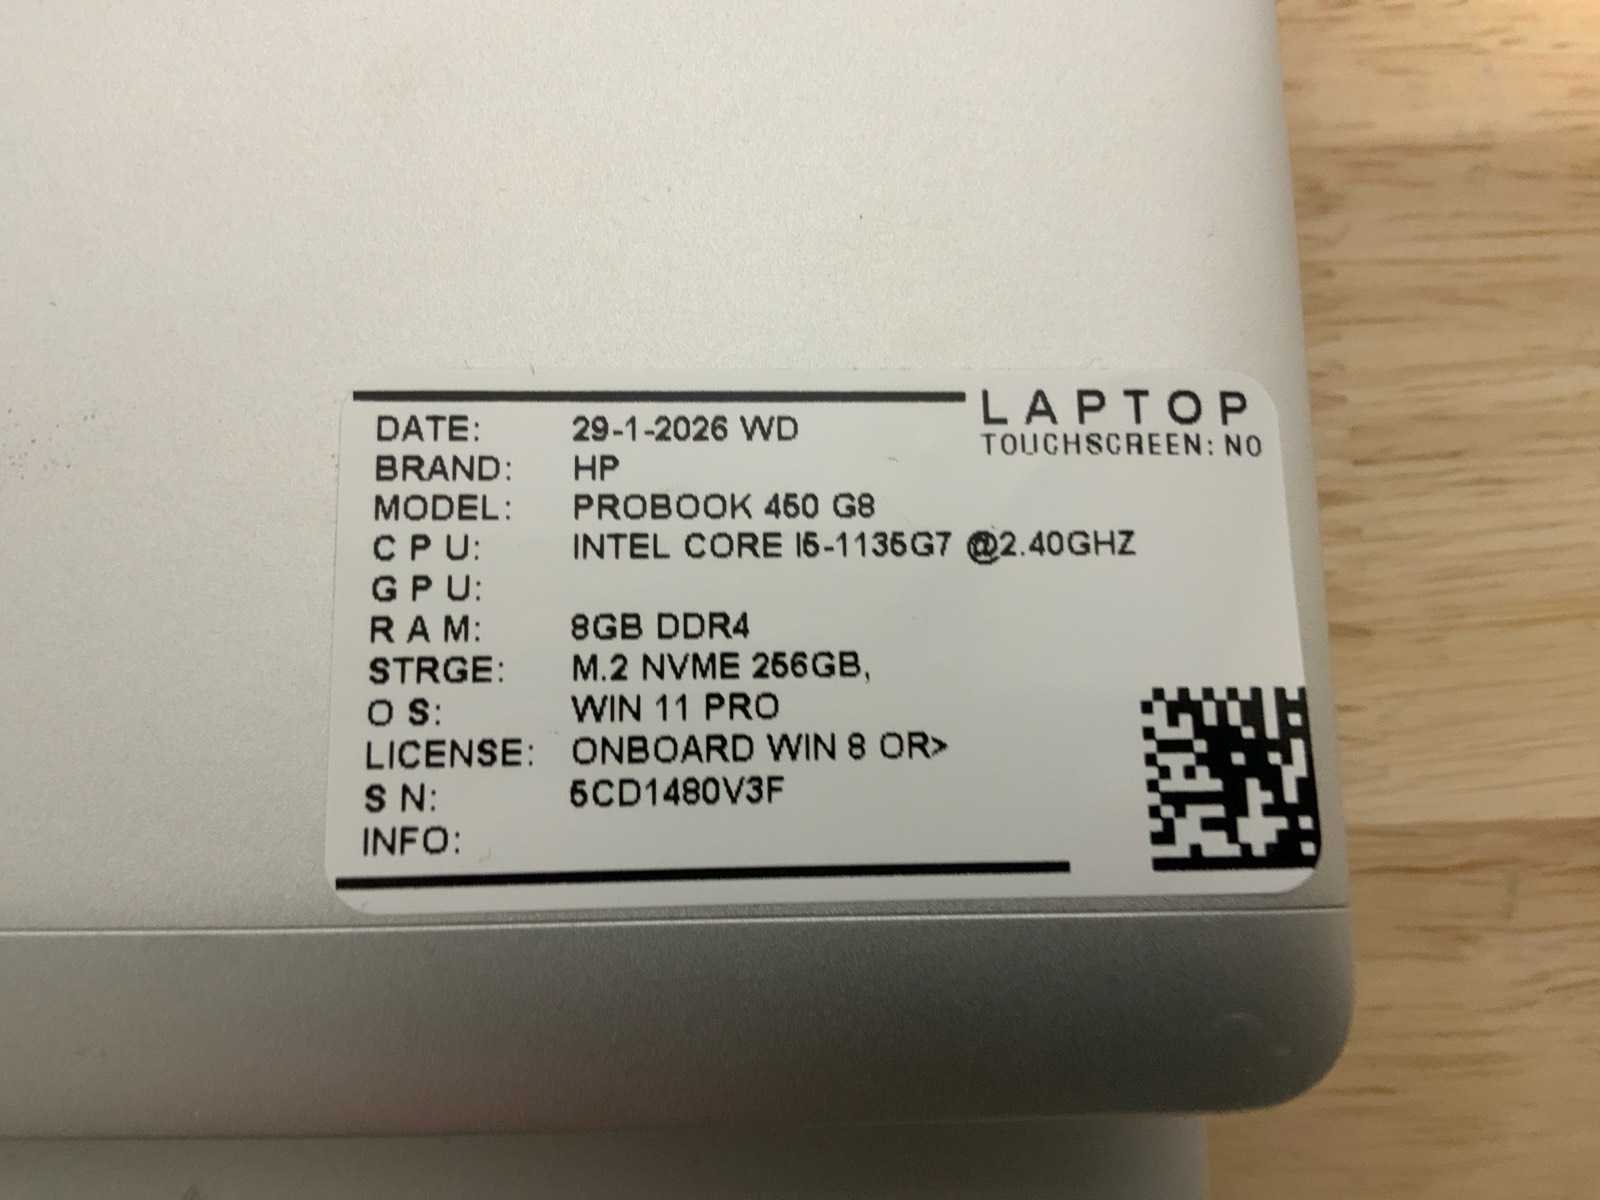 LAPTOP
TOUCHSCREEN: NO
DATE: 29-1-2026 WD
BRAND: HP
MODEL: PROBOOK 450 G8
CPU: INTEL CORE I5-1135G7 @2.40GHZ
GPU:
RAM: 8GB DDR4
STRGE: M.2 NVME 256GB,
OS: WIN 11 PRO
LICENSE: ONBOARD WIN 8 OR>
SN: 5CD1480V3F
INFO: